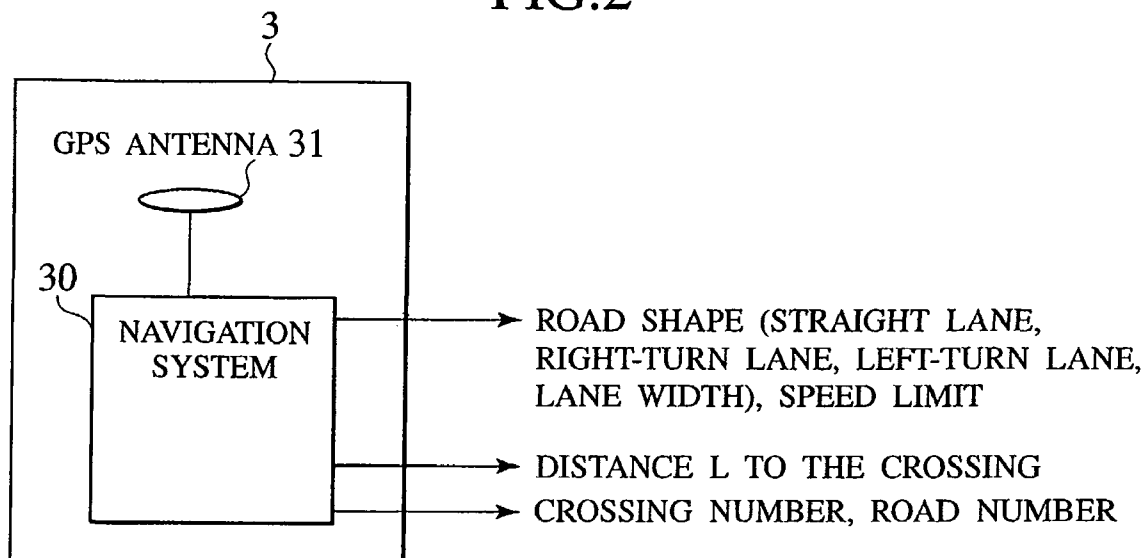 FIG.2
3
GPS ANTENNA 31
30
NAVIGATION
SYSTEM
ROAD SHAPE (STRAIGHT LANE,
RIGHT-TURN LANE, LEFT-TURN LANE,
LANE WIDTH), SPEED LIMIT
DISTANCE L TO THE CROSSING
CROSSING NUMBER, ROAD NUMBER